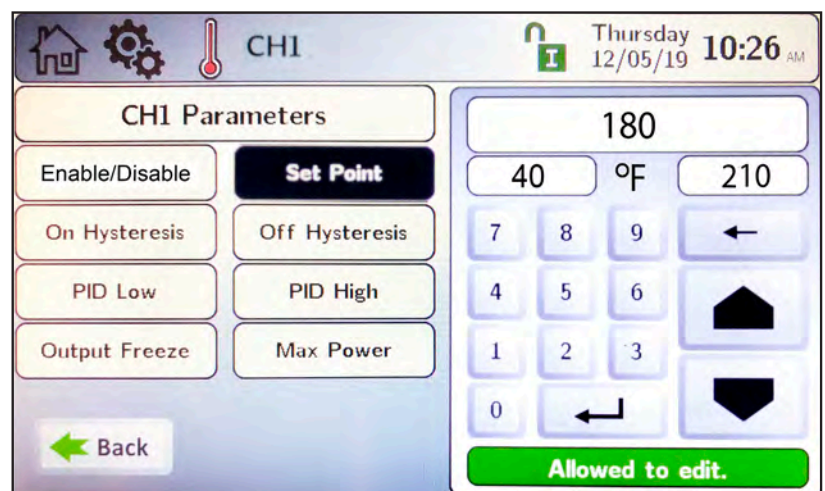 CH1
Thursday
12/05/19
10:26 AM
I
CH1 Parameters
Enable/Disable
Set Point
On Hysteresis
Off Hysteresis
PID Low
PID High
Output Freeze
Max Power
Back
180
40 °F 210
7 8 9
4 5 6
1 2 3
0
Allowed to edit.